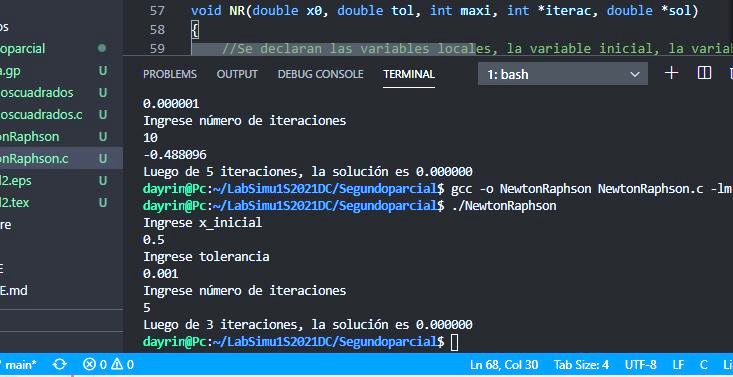 57 void NR(double x0, double tol, int maxi, int *iterac, double *sol)
58 {
59 //Se declaran las variables locales, la variable inicial, la
os
oparcial
a.gp U
oscuadrados U
oscuadrados.c U
onRaphson U
onRaphson.c U
l2.eps U
l2.tex U
re
E
E.md
PROBLEMS OUTPUT DEBUG CONSOLE TERMINAL 1: bash
0.000001
Ingrese número de iteraciones
10
-0.488096
Luego de 5 iteraciones, la solución es 0.000000
dayrin@Pc:~/LabSimu1S2021DC/Segundoparcial$ gcc -o NewtonRaphson NewtonRaphson.c -lm
dayrin@Pc:~/LabSimu1S2021DC/Segundoparcial$ ./NewtonRaphson
Ingrese x_inicial
0.5
Ingrese tolerancia
0.001
Ingrese número de iteraciones
5
Luego de 3 iteraciones, la solución es 0.000000
dayrin@Pc:~/LabSimu1S2021DC/Segundoparcial$
main* 0 0 Ln 68, Col 30 Tab Size: 4 UTF-8 LF C Li